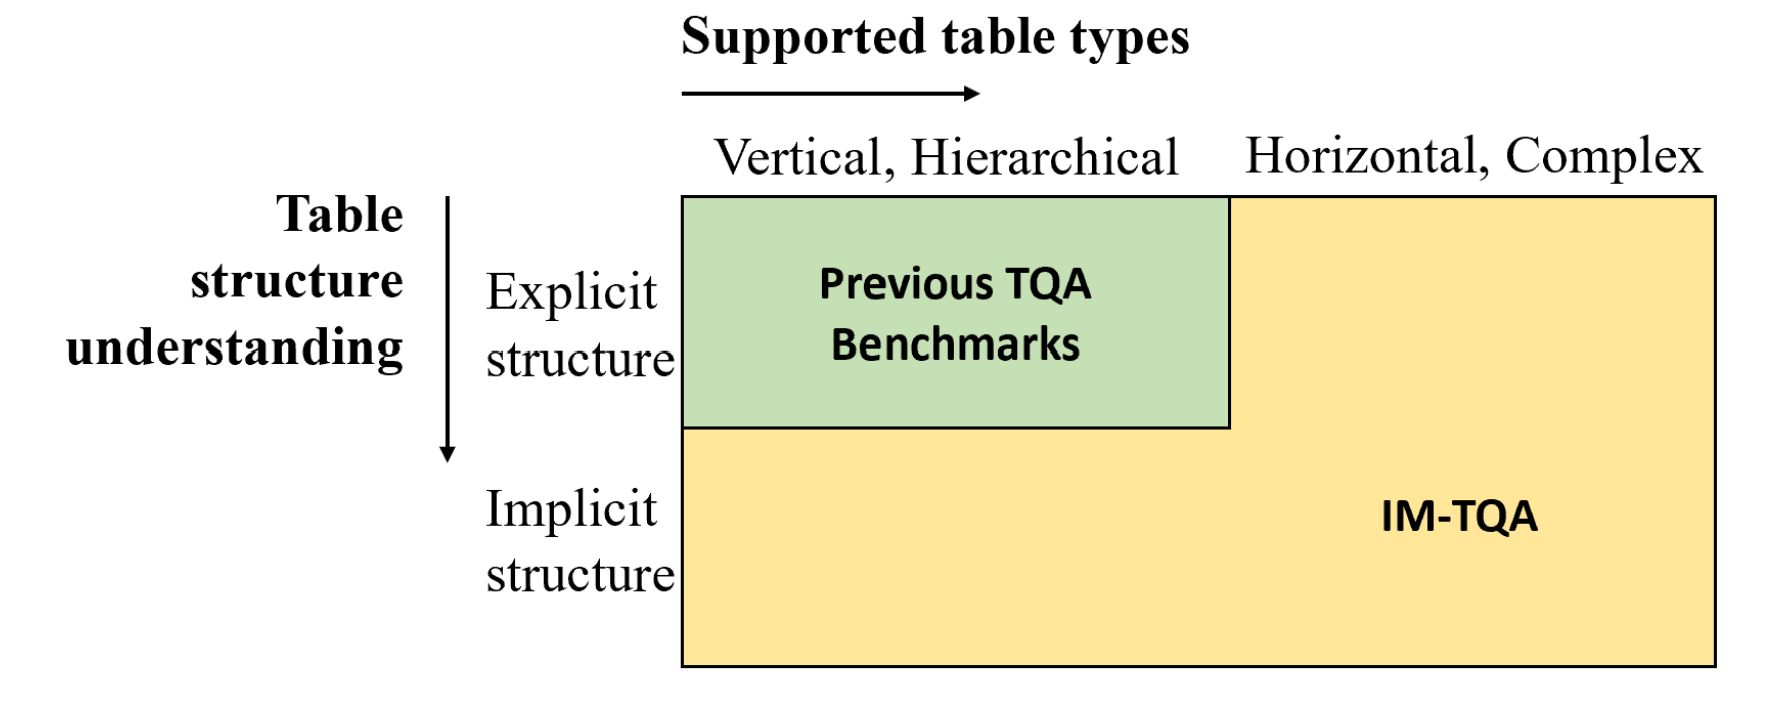 Supported table types
Vertical, Hierarchical
Horizontal, Complex
Table
structure
understanding
Explicit
structure
Previous TQA
Benchmarks
Implicit
structure
IM-TQA